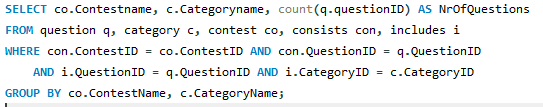 SELECT co.Contestname, c.Categoryname, count(q.questionID) AS NrOfQuestions
FROM question q, category c, contest co, consists con, includes i
WHERE con.ContestID = co.ContestID AND con.QuestionID = q.QuestionID
    AND i.QuestionID = q.QuestionID AND i.CategoryID = c.CategoryID
GROUP BY co.ContestName, c.CategoryName;